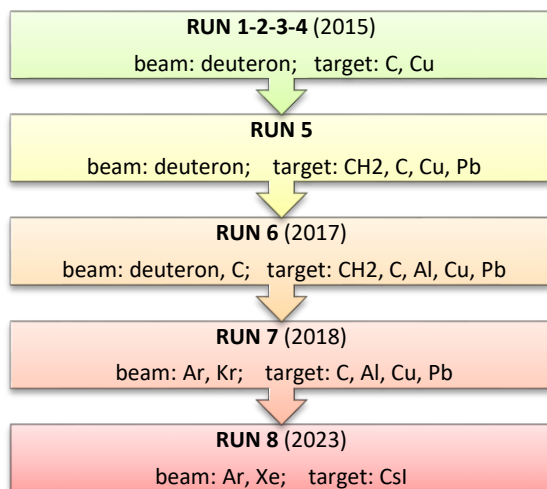 RUN 1-2-3-4 (2015)
beam: deuteron; target: C, Cu
RUN 5
beam: deuteron; target: CH2, C, Cu, Pb
RUN 6 (2017)
beam: deuteron, C; target: CH2, C, Al, Cu, Pb
RUN 7 (2018)
beam: Ar, Kr; target: C, Al, Cu, Pb
RUN 8 (2023)
beam: Ar, Xe; target: CsI